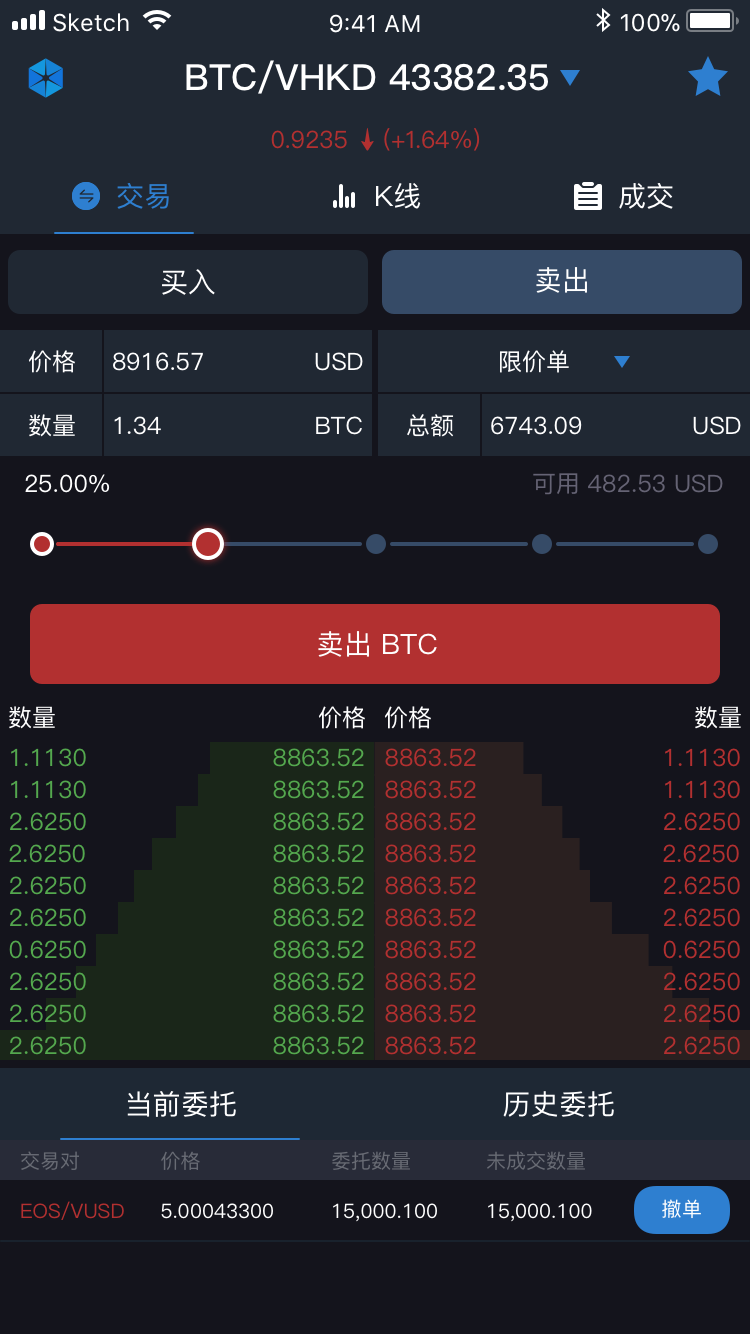 Sketch 9:41 AM 100%
BTC/VHKD 43382.35
0.9235 (+1.64%)
交易 K线 成交
买入 卖出
价格 8916.57 USD 限价单
数量 1.34 BTC 总额 6743.09 USD
25.00% 可用 482.53 USD
卖出 BTC
数量 价格 价格 数量
1.1130 8863.52 8863.52 1.1130
1.1130 8863.52 8863.52 1.1130
2.6250 8863.52 8863.52 2.6250
2.6250 8863.52 8863.52 2.6250
2.6250 8863.52 8863.52 2.6250
2.6250 8863.52 8863.52 2.6250
0.6250 8863.52 8863.52 0.6250
2.6250 8863.52 8863.52 2.6250
2.6250 8863.52 8863.52 2.6250
2.6250 8863.52 8863.52 2.6250
当前委托 历史委托
交易对 价格 委托数量 未成交数量
EOS/VUSD 5.00043300 15,000.100 15,000.100 撤单